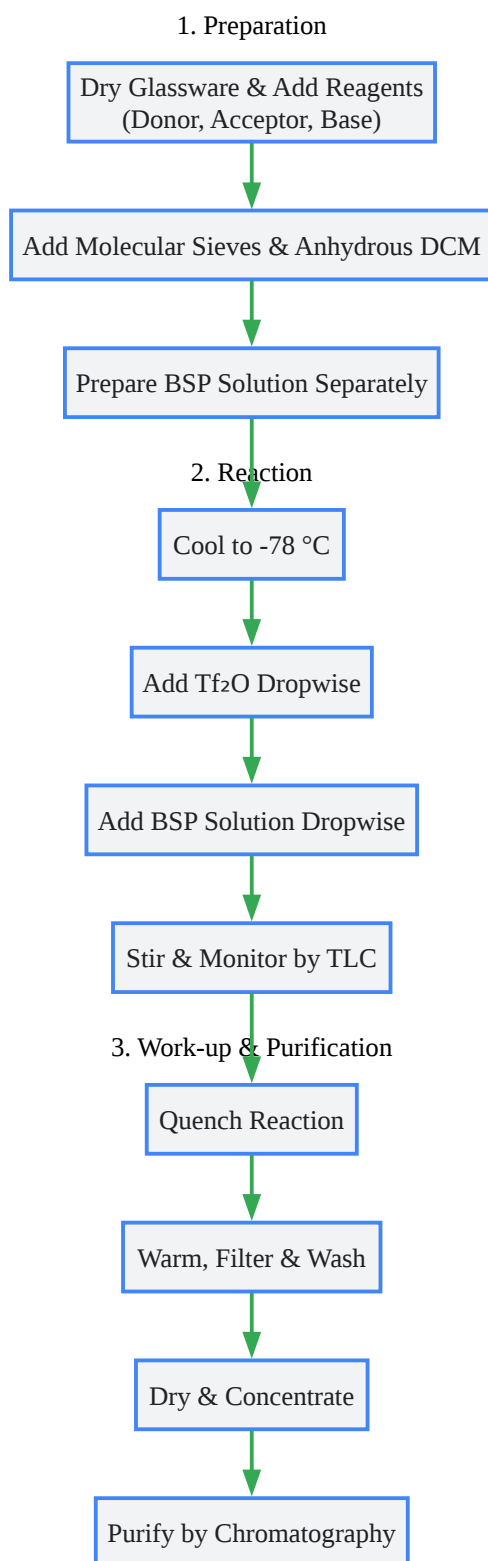 1. Preparation
Dry Glassware & Add Reagents
(Donor, Acceptor, Base)
Add Molecular Sieves & Anhydrous DCM
Prepare BSP Solution Separately
2. Reaction
Cool to -78 °C
Add Tf₂O Dropwise
Add BSP Solution Dropwise
Stir & Monitor by TLC
3. Work-up & Purification
Quench Reaction
Warm, Filter & Wash
Dry & Concentrate
Purify by Chromatography